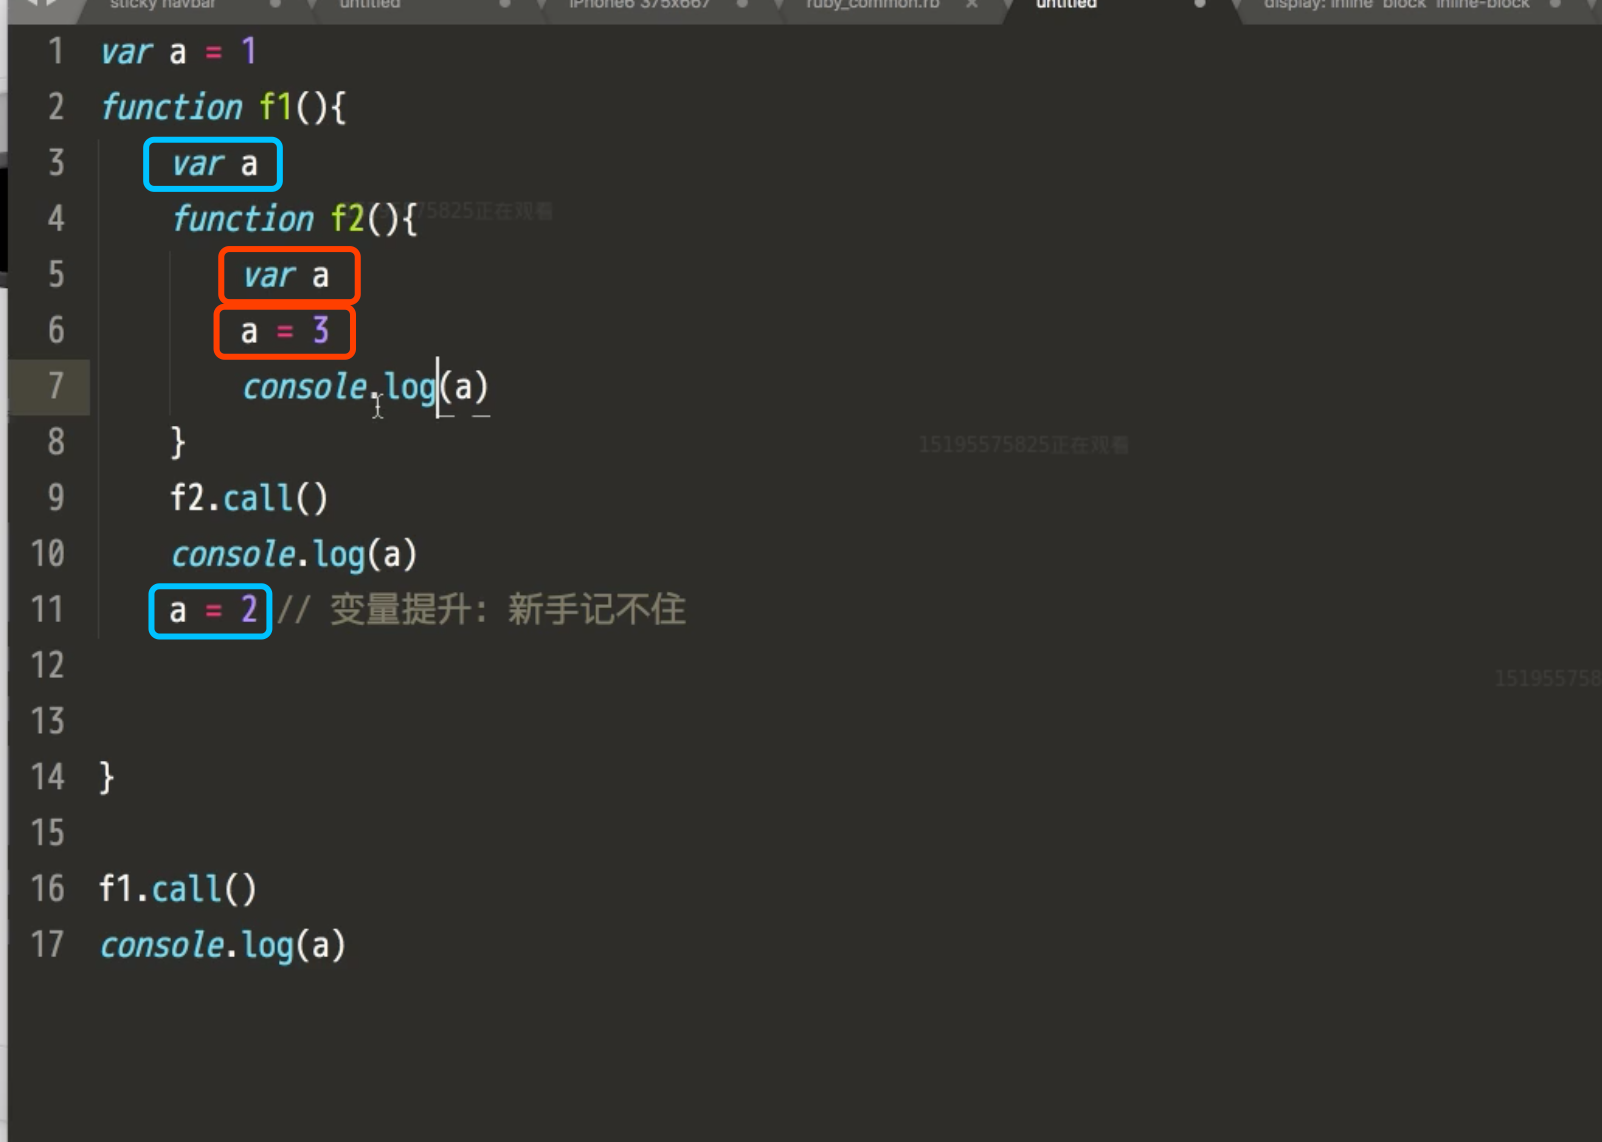 sticky navbar untitled iPhone6 375x667 ruby_common.rb × untitled display: inline block inline-block
1 var a = 1
2 function f1(){
3 var a
4 function f2(){
75825正在观看
5 var a
6 a = 3
7 console.log(a)
8 }
15195575825正在观看
9 f2.call()
10 console.log(a)
11 a = 2 // 变量提升：新手记不住
12
151955758
13
14 }
15
16 f1.call()
17 console.log(a)